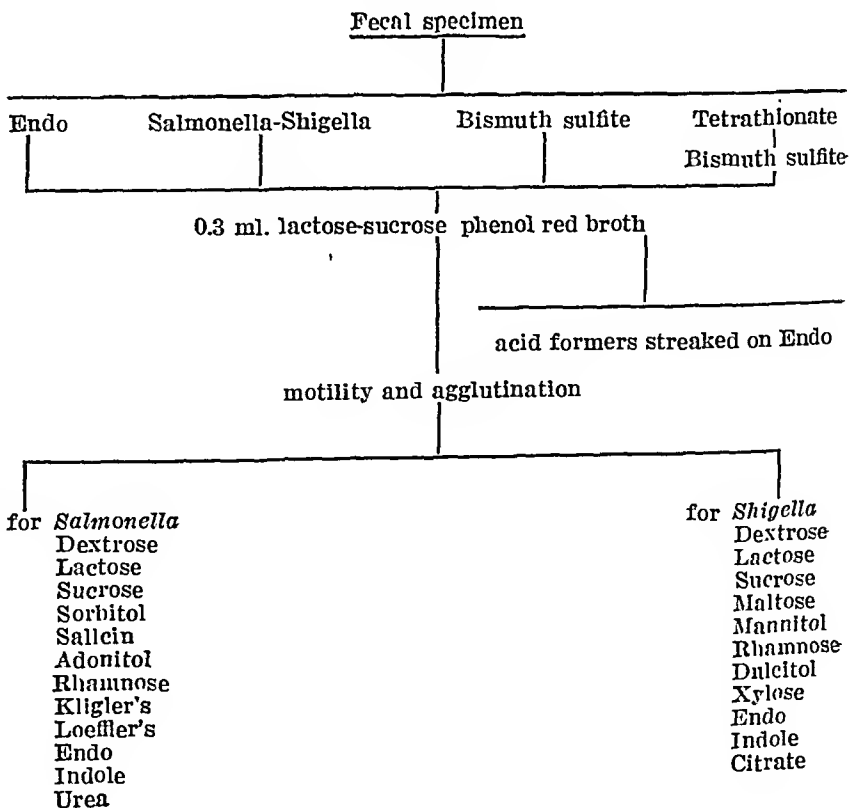 Fecal specimen
Endo Salmonella-Shigella Bismuth sulfite Tetrathionate
Bismuth sulfite
0.3 ml. lactose-sucrose phenol red broth
acid formers streaked on Endo
motility and agglutination
for Salmonella
Dextrose
Lactose
Sucrose
Sorbitol
Salicin
Adonitol
Rhamnose
Kligler's
Loeffler's
Endo
Indole
Urea
for Shigella
Dextrose
Lactose
Sucrose
Maltose
Mannitol
Rhamnose
Dulcitol
Xylose
Endo
Indole
Citrate